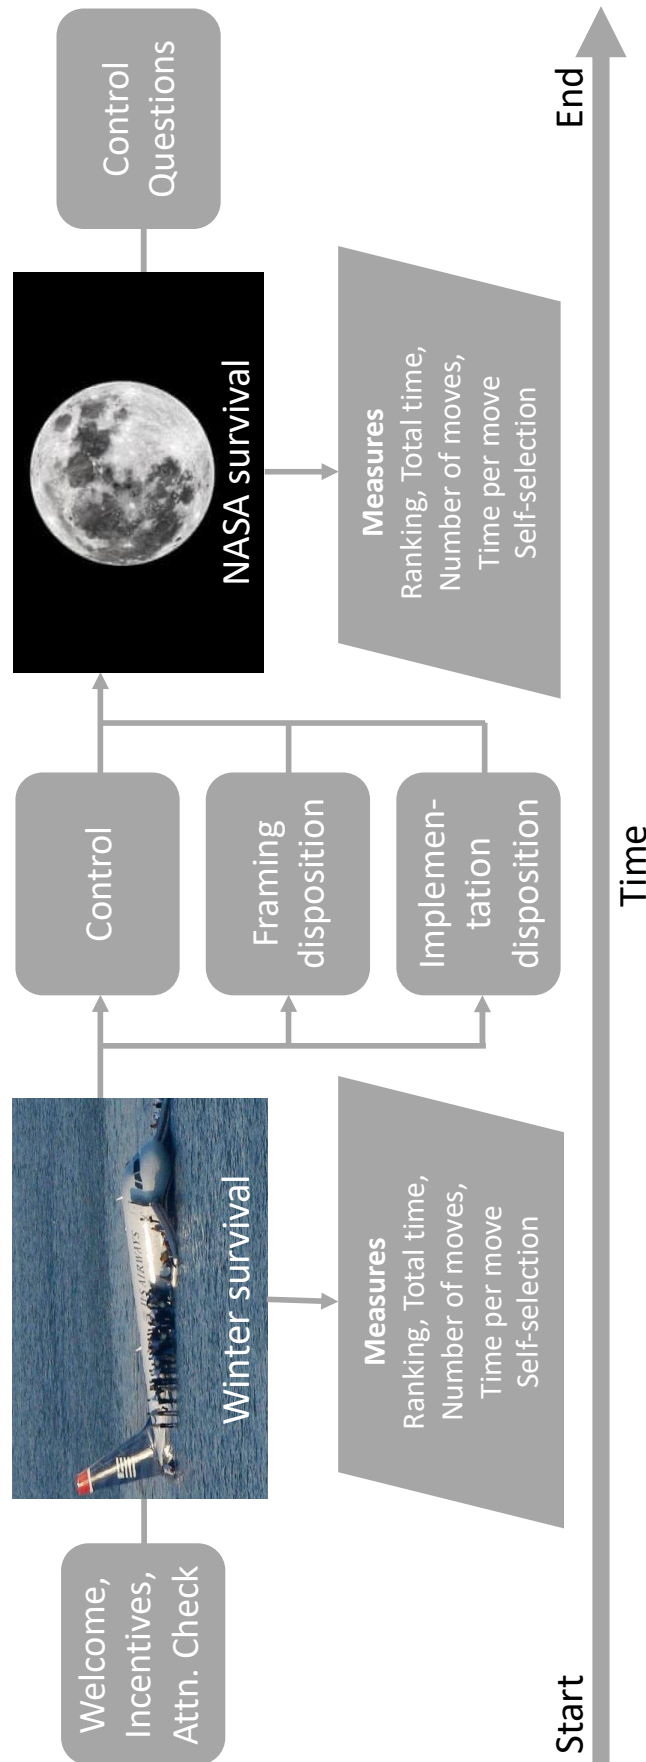 Welcome,
Incentives,
Attn. Check
US AIRWAYS
Winter survival
Measures
Ranking, Total time,
Number of moves,
Time per move
Self-selection
Control
Framing
disposition
Implemen-
tation
disposition
NASA survival
Measures
Ranking, Total time,
Number of moves,
Time per move
Self-selection
Control
Questions
Start
Time
End